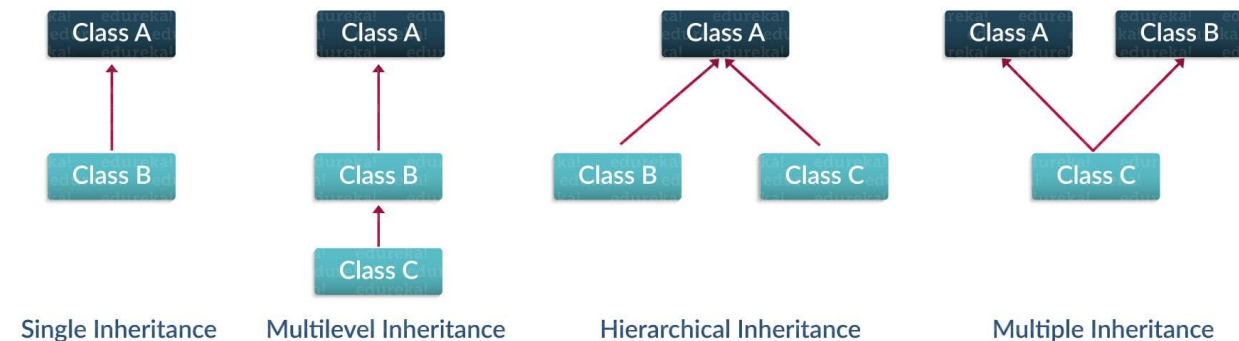 Class A
Class B
Single Inheritance
Class A
Class B
Class C
Multilevel Inheritance
Class A
Class B
Class C
Hierarchical Inheritance
Class A
Class B
Class C
Multiple Inheritance